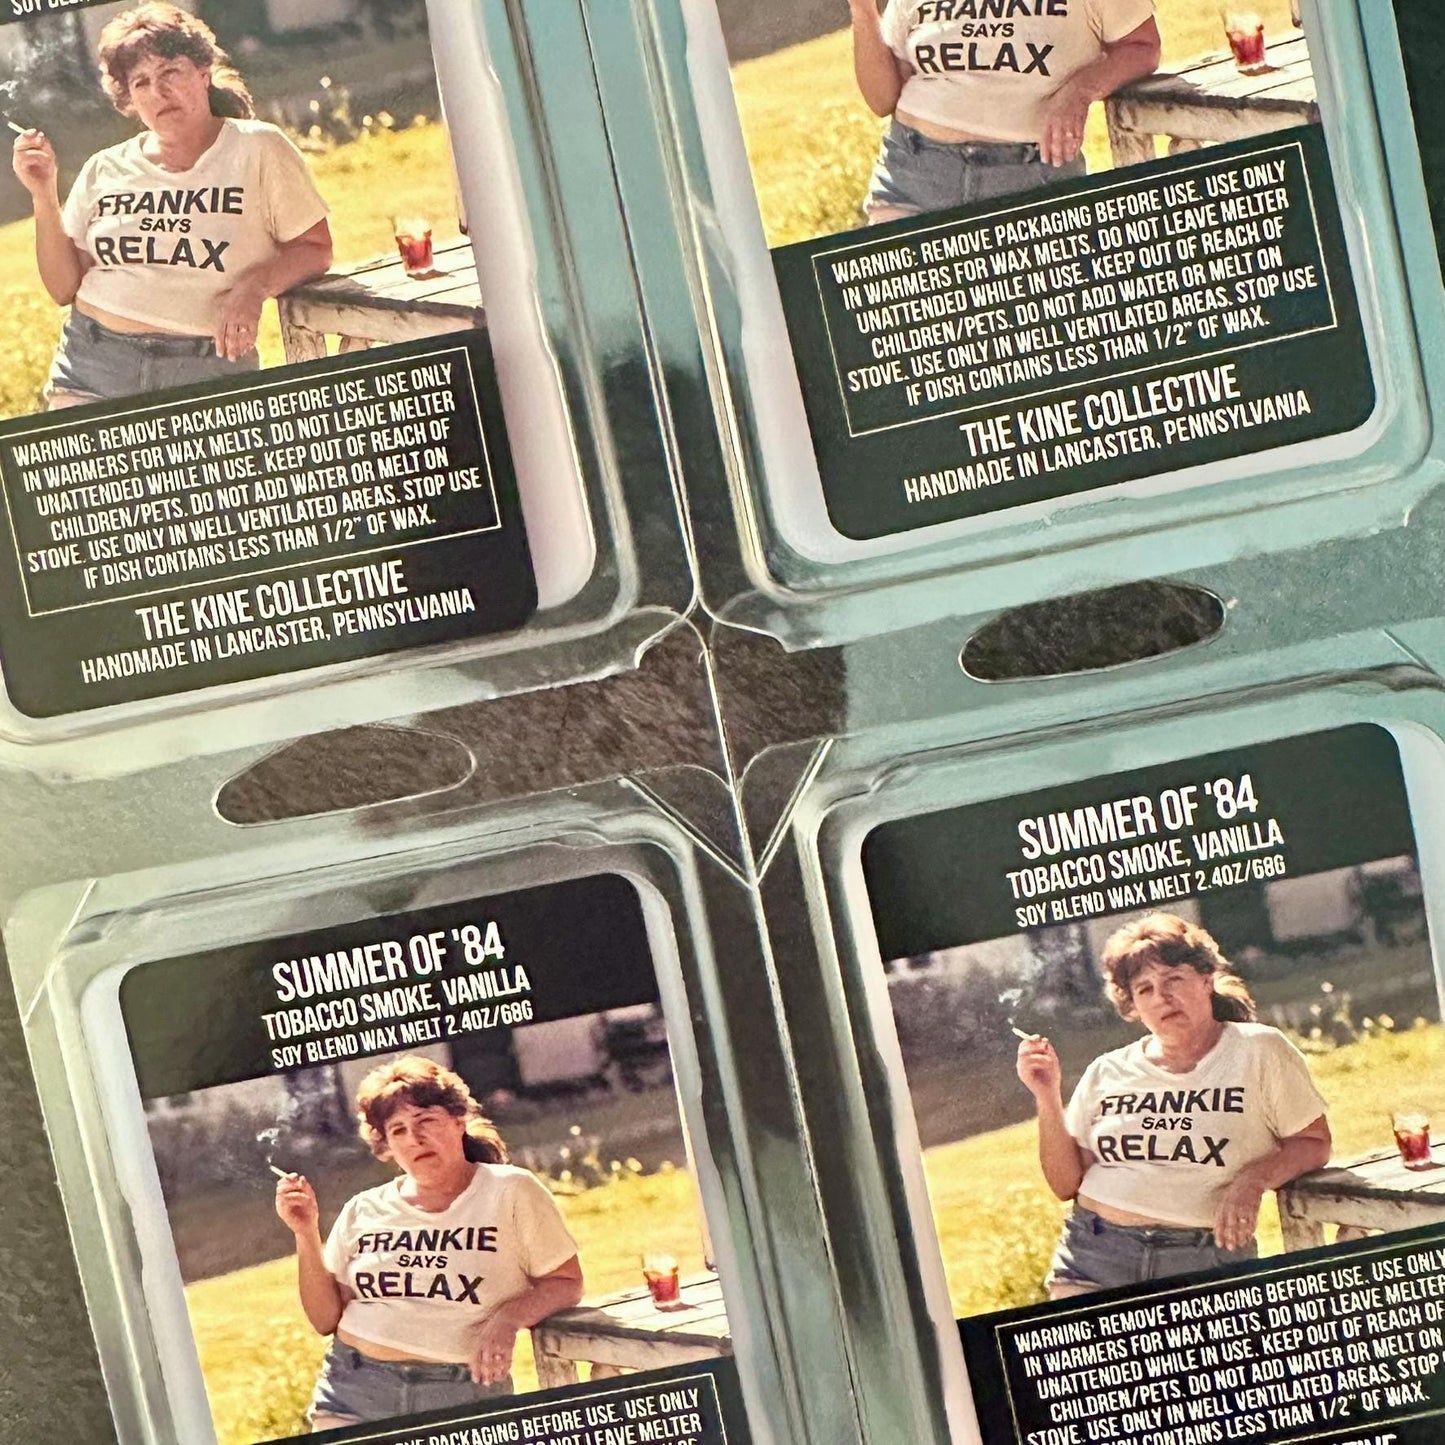 SOY BLEND
FRANKIE
SAYS
RELAX
WARNING: REMOVE PACKAGING BEFORE USE. USE ONLY
IN WARMERS FOR WAX MELTS. DO NOT LEAVE MELTER
UNATTENDED WHILE IN USE. KEEP OUT OF REACH OF
CHILDREN/PETS. DO NOT ADD WATER OR MELT ON
STOVE. USE ONLY IN WELL VENTILATED AREAS. STOP USE
IF DISH CONTAINS LESS THAN 1/2" OF WAX.
THE KINE COLLECTIVE
HANDMADE IN LANCASTER, PENNSYLVANIA
FRANKIE
SAYS
RELAX
WARNING: REMOVE PACKAGING BEFORE USE. USE ONLY
IN WARMERS FOR WAX MELTS. DO NOT LEAVE MELTER
UNATTENDED WHILE IN USE. KEEP OUT OF REACH OF
CHILDREN/PETS. DO NOT ADD WATER OR MELT ON
STOVE. USE ONLY IN WELL VENTILATED AREAS. STOP USE
IF DISH CONTAINS LESS THAN 1/2" OF WAX.
THE KINE COLLECTIVE
HANDMADE IN LANCASTER, PENNSYLVANIA
SUMMER OF '84
TOBACCO SMOKE, VANILLA
SOY BLEND WAX MELT 2.4OZ/68G
FRANKIE
SAYS
RELAX
PACKAGING BEFORE USE. USE ONLY
NOT LEAVE MELTER
SUMMER OF '84
TOBACCO SMOKE, VANILLA
SOY BLEND WAX MELT 2.4OZ/68G
FRANKIE
SAYS
RELAX
WARNING: REMOVE PACKAGING BEFORE USE. USE ONLY
IN WARMERS FOR WAX MELTS. DO NOT LEAVE MELTER
UNATTENDED WHILE IN USE. KEEP OUT OF REACH OF
CHILDREN/PETS. DO NOT ADD WATER OR MELT ON
STOVE. USE ONLY IN WELL VENTILATED AREAS. STOP
IF DISH CONTAINS LESS THAN 1/2" OF WAX.